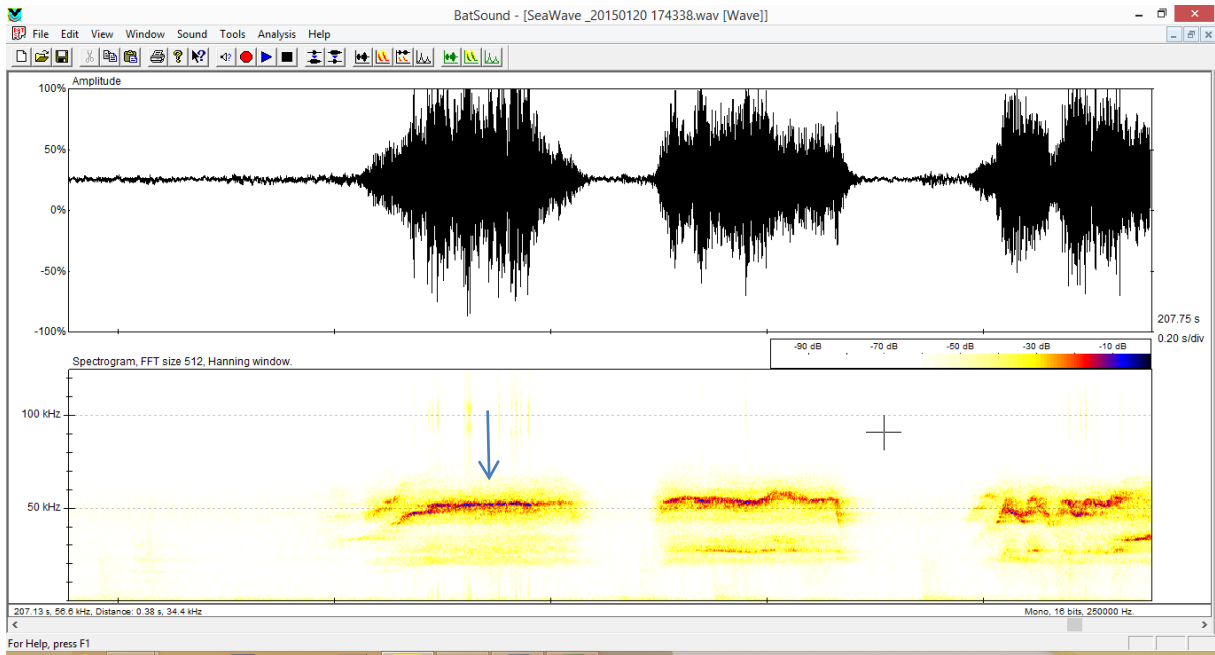 BatSound - [SeaWave _20150120 174338.wav [Wave]]
File Edit View Window Sound Tools Analysis Help
Amplitude
100%
50%
0%
-50%
-100%
207.75 s
0.20 s/div
Spectrogram, FFT size 512, Hanning window.
-90 dB -70 dB -50 dB -30 dB -10 dB
100 kHz
50 kHz
207.13 s, 56.6 kHz, Distance: 0.38 s, 34.4 kHz
Mono, 16 bits, 250000 Hz.
For Help, press F1